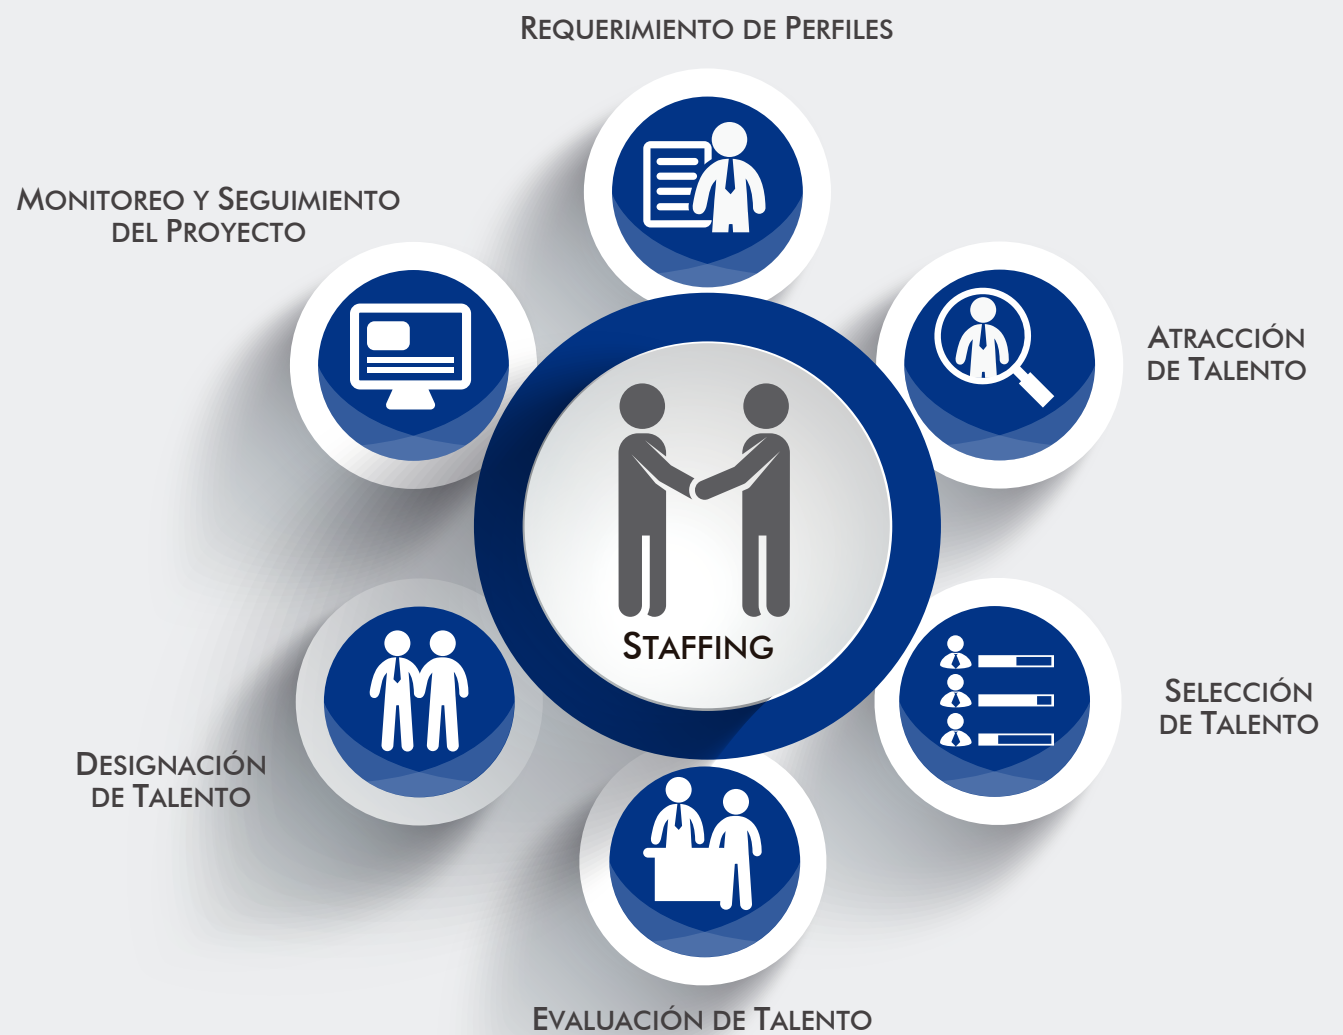 Requerimiento de Perfiles
Monitoreo y Seguimiento
del Proyecto
Atracción
de Talento
Staffing
Selección
de Talento
Designación
de Talento
Evaluación de Talento